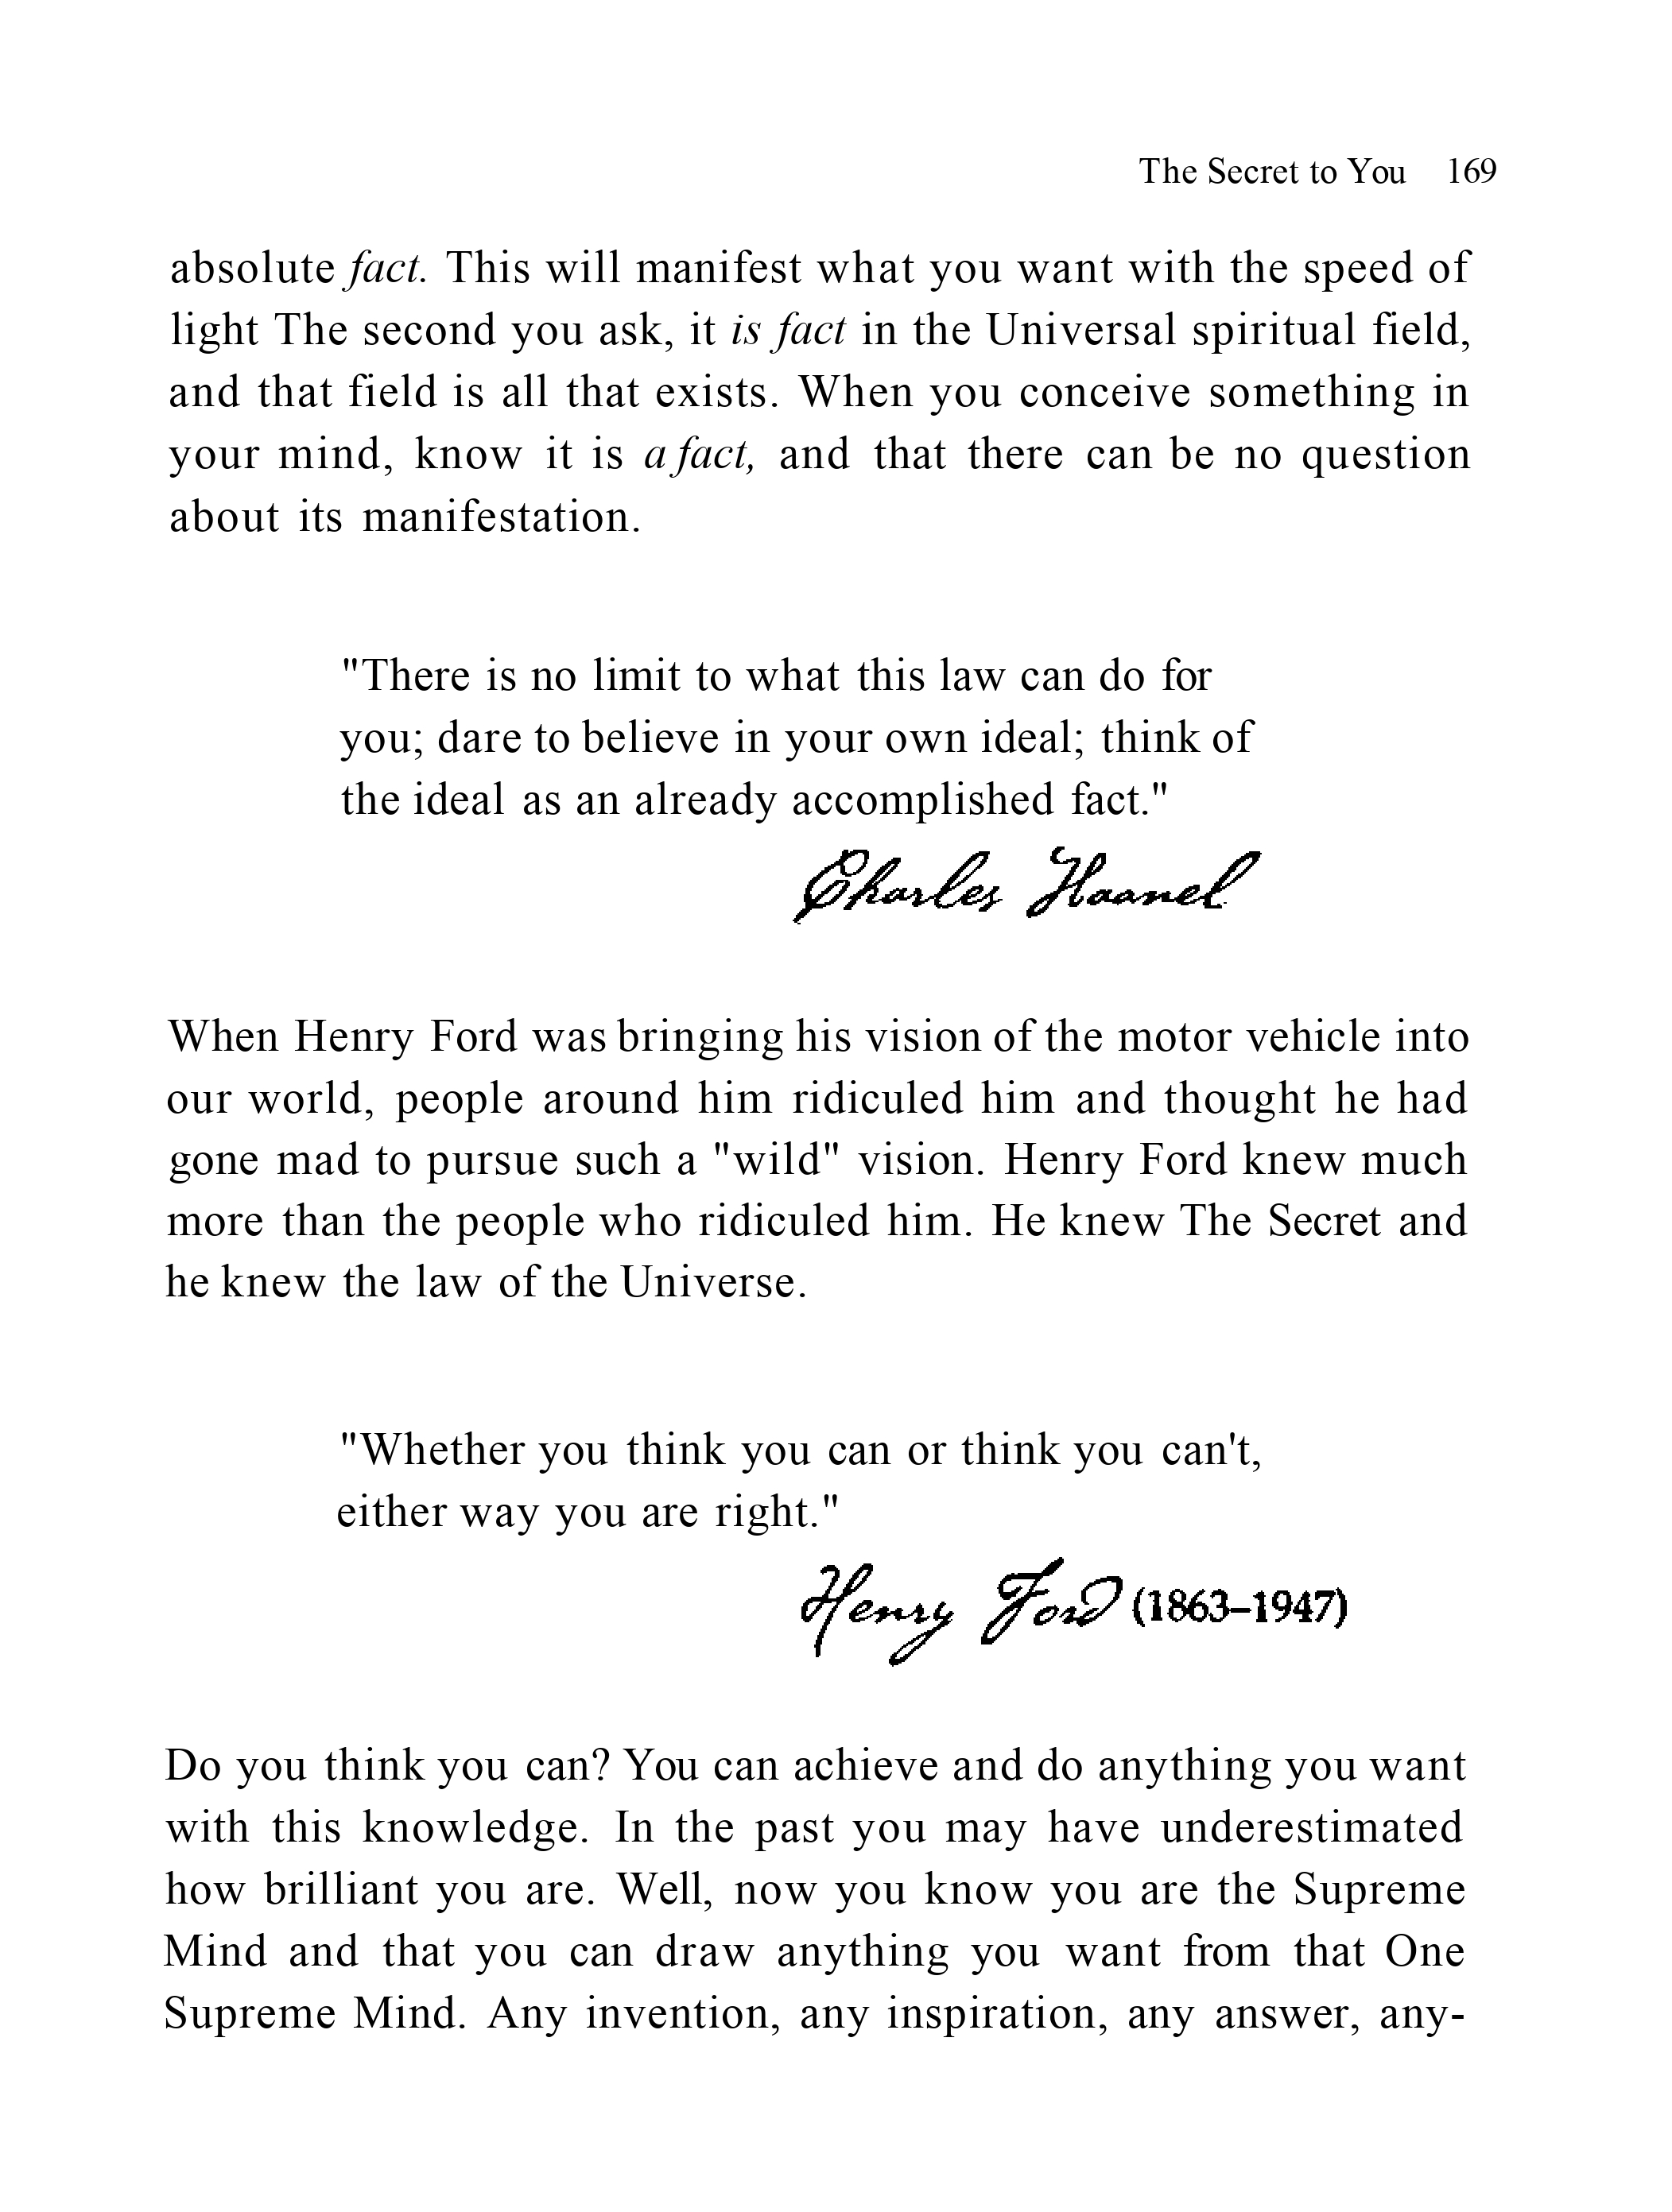 The Secret to You 169
absolute fact. This will manifest what you want with the speed of
light The second you ask, it is fact in the Universal spiritual field,
and that field is all that exists. When you conceive something in
your mind, know it is a fact, and that there can be no question
about its manifestation.
"There is no limit to what this law can do for
you; dare to believe in your own ideal; think of
the ideal as an already accomplished fact."
Charles Haanel
When Henry Ford was bringing his vision of the motor vehicle into
our world, people around him ridiculed him and thought he had
gone mad to pursue such a "wild" vision. Henry Ford knew much
more than the people who ridiculed him. He knew The Secret and
he knew the law of the Universe.
"Whether you think you can or think you can't,
either way you are right."
Henry Ford (1863–1947)
Do you think you can? You can achieve and do anything you want
with this knowledge. In the past you may have underestimated
how brilliant you are. Well, now you know you are the Supreme
Mind and that you can draw anything you want from that One
Supreme Mind. Any invention, any inspiration, any answer, any-